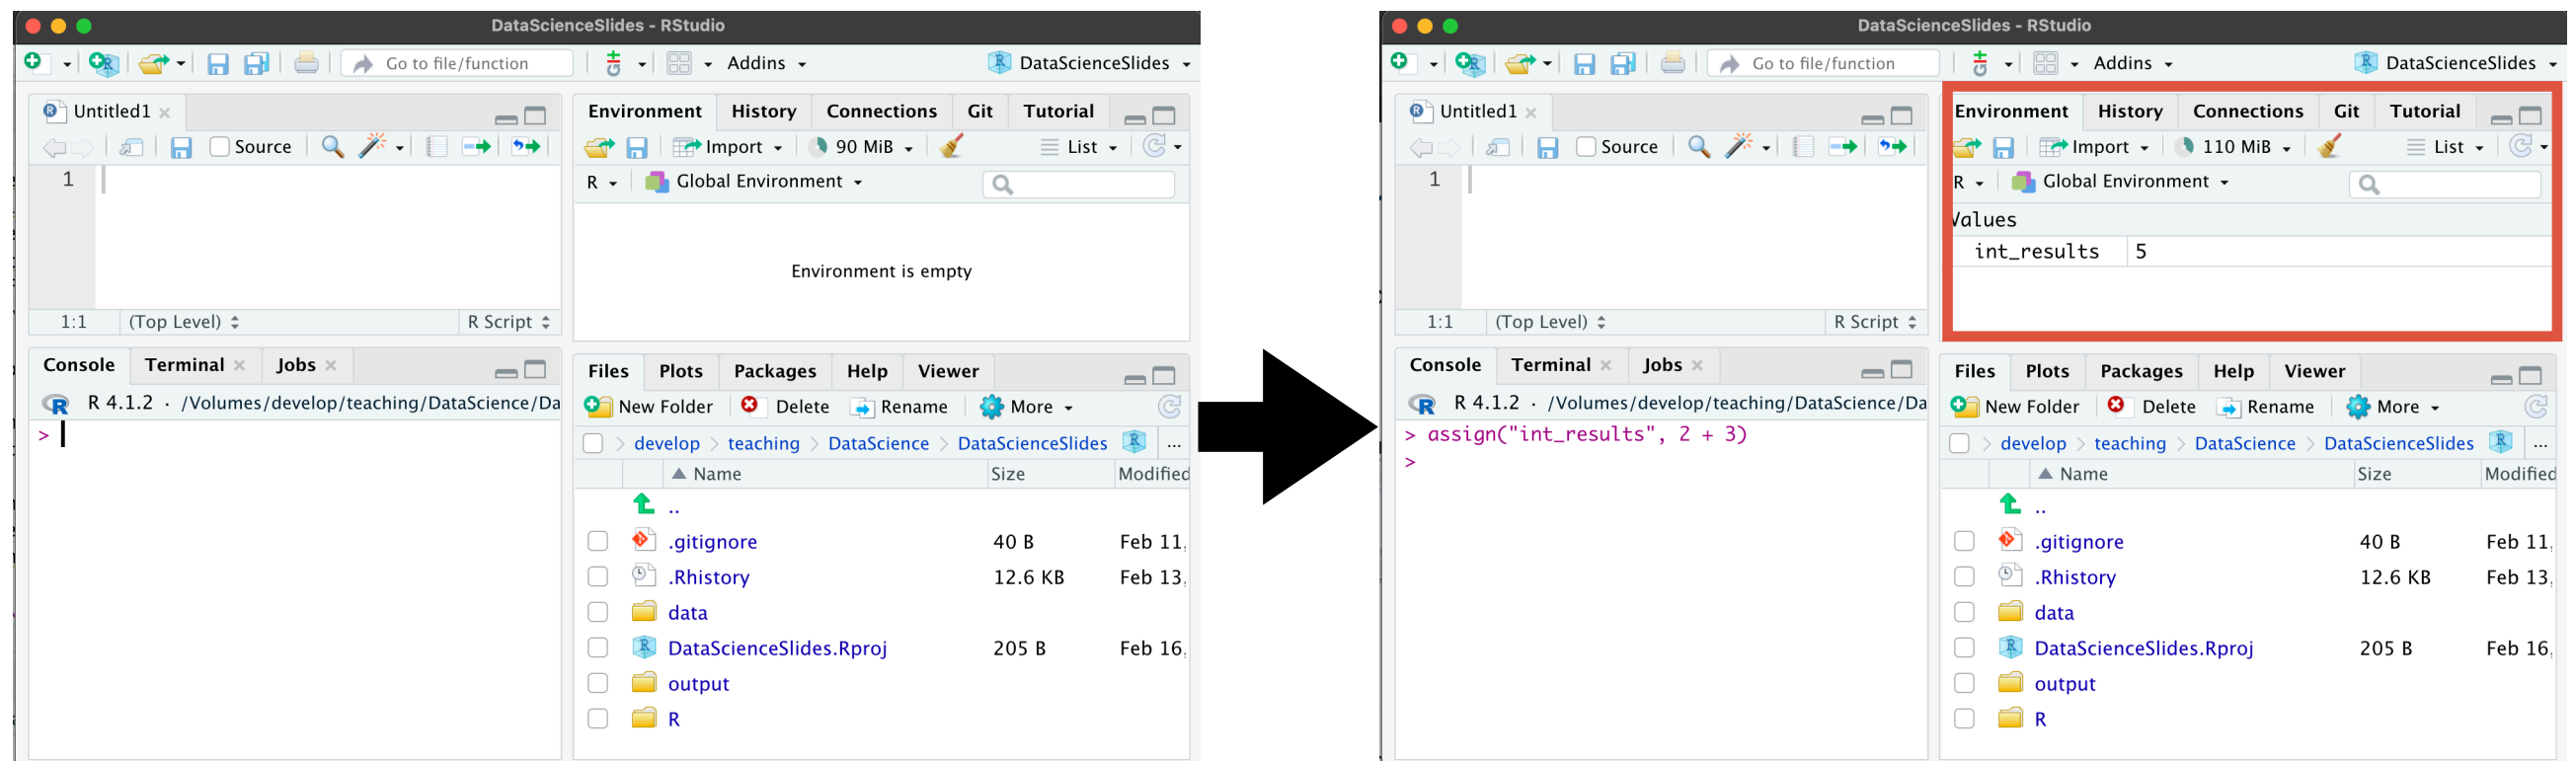 DataScienceSlides - RStudio
Go to file/function
Addins
DataScienceSlides
Untitled1
Source
1
1:1 (Top Level) R Script
Environment History Connections Git Tutorial
Import 90 MiB List
R Global Environment
Environment is empty
Console Terminal Jobs
R 4.1.2 · /Volumes/develop/teaching/DataScience/Da
>
Files Plots Packages Help Viewer
New Folder Delete Rename More
> develop > teaching > DataScience > DataScienceSlides ...
Name Size Modified
..
.gitignore 40 B Feb 11,
.Rhistory 12.6 KB Feb 13,
data
DataScienceSlides.Rproj 205 B Feb 16,
output
R
DataScienceSlides - RStudio
Go to file/function
Addins
DataScienceSlides
Untitled1
Source
1
1:1 (Top Level) R Script
Environment History Connections Git Tutorial
Import 110 MiB List
R Global Environment
Values
int_results 5
Console Terminal Jobs
R 4.1.2 · /Volumes/develop/teaching/DataScience/Da
> assign("int_results", 2 + 3)
>
Files Plots Packages Help Viewer
New Folder Delete Rename More
> develop > teaching > DataScience > DataScienceSlides ...
Name Size Modified
..
.gitignore 40 B Feb 11,
.Rhistory 12.6 KB Feb 13,
data
DataScienceSlides.Rproj 205 B Feb 16,
output
R